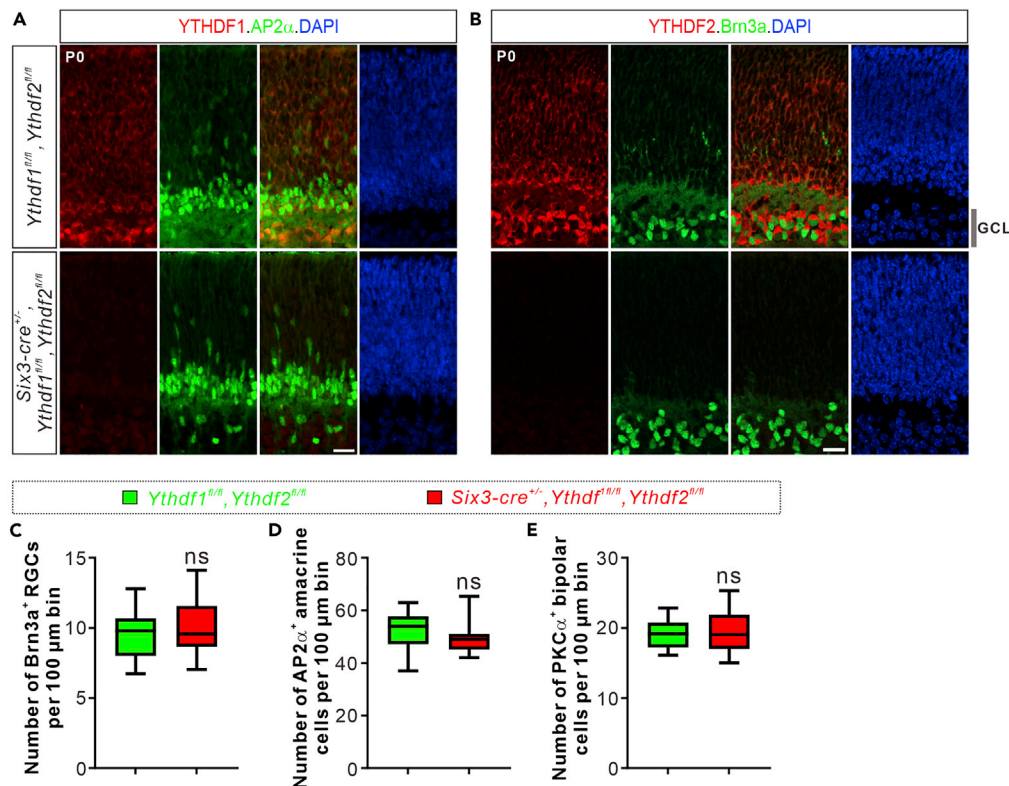 A
YTHDF1.AP2α.DAPI
B
YTHDF2.Brn3a.DAPI
Ythdf1fl/fl, Ythdf2fl/fl
P0
P0
GCL
Six3-cre+/-,
Ythdf1fl/fl, Ythdf2fl/fl
Ythdf1fl/fl, Ythdf2fl/fl
Six3-cre+/-, Ythdf1fl/fl, Ythdf2fl/fl
C
Number of Brn3a+ RGCs
per 100 µm bin
15
10
5
0
ns
D
Number of AP2α+ amacrine
cells per 100 µm bin
80
60
40
20
0
ns
E
Number of PKCα+ bipolar
cells per 100 µm bin
30
20
10
0
ns